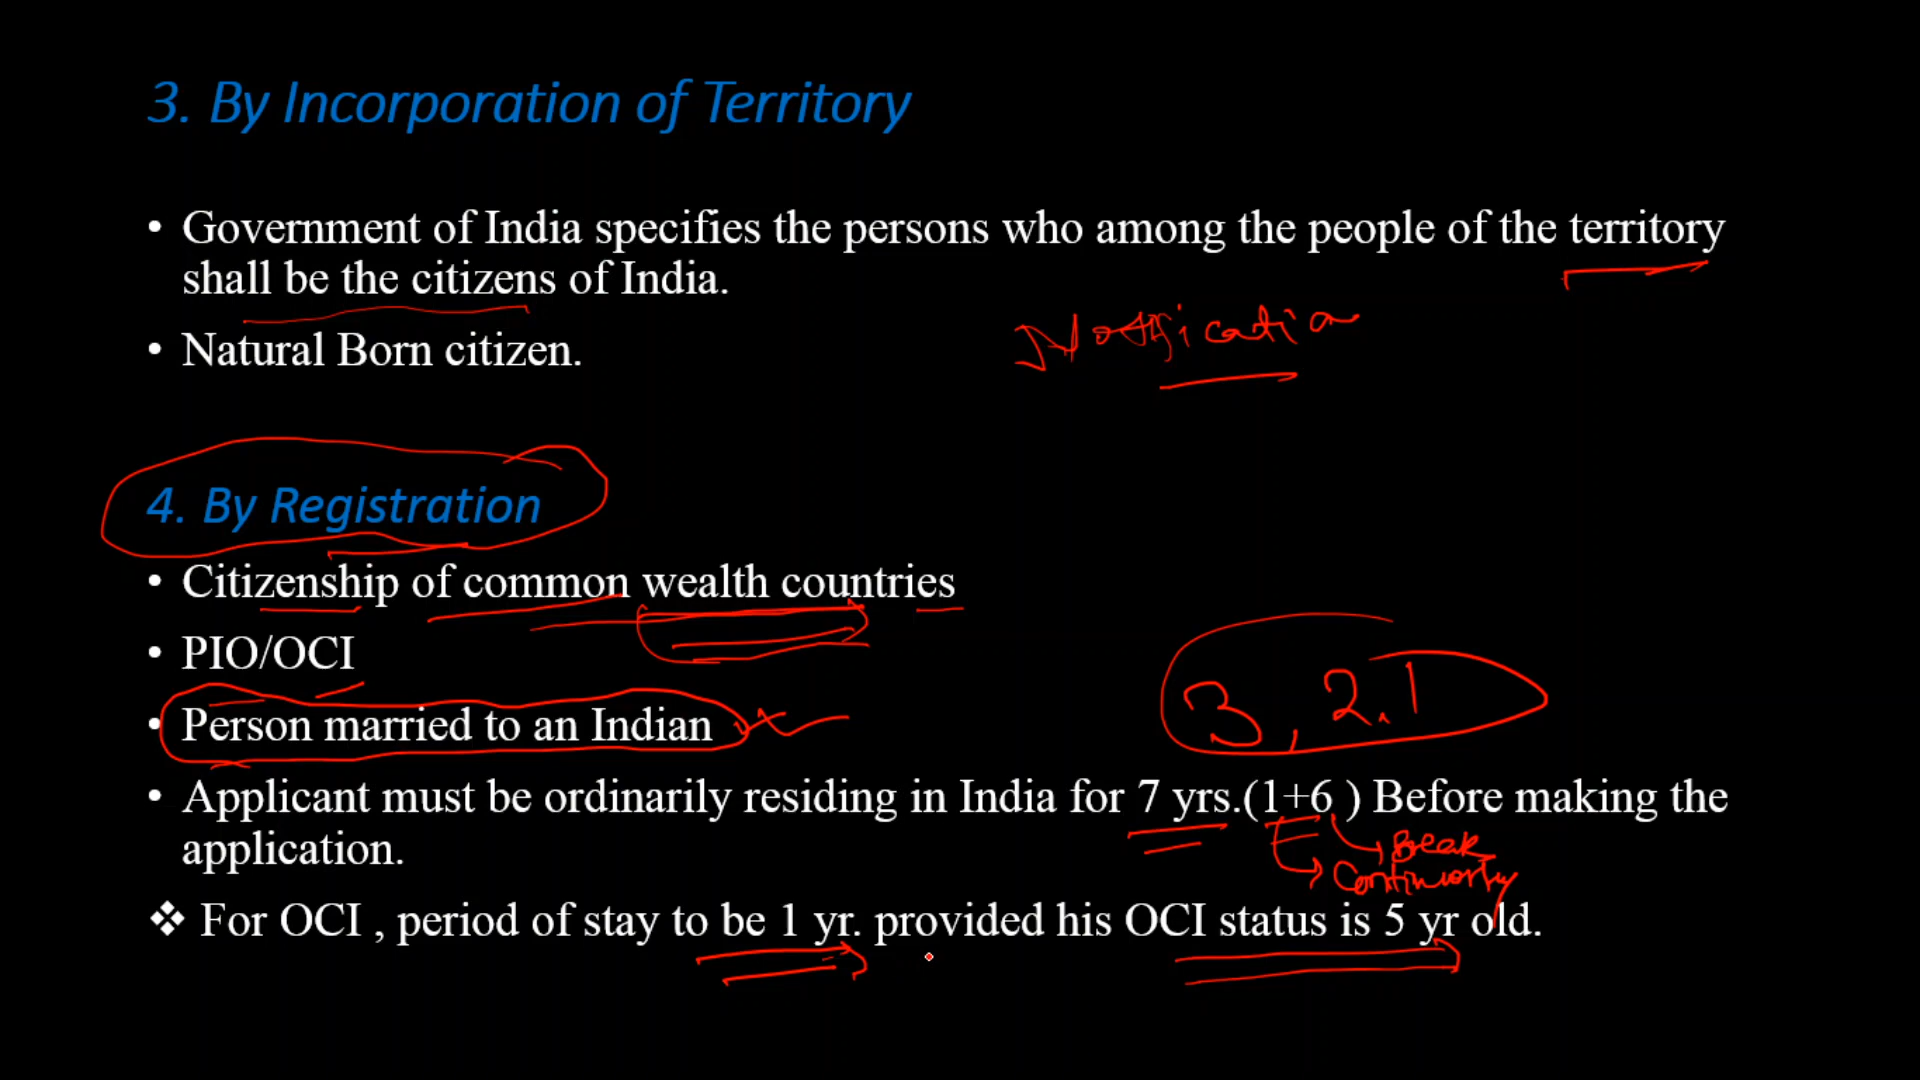 3. By Incorporation of Territory
• Government of India specifies the persons who among the people of the territory
shall be the citizens of India.
Notification
• Natural Born citizen.
4. By Registration
• Citizenship of common wealth countries
• PIO/OCI
3, 2.1
• Person married to an Indian
• Applicant must be ordinarily residing in India for 7 yrs.(1+6 ) Before making the
application.
Break
❖ For OCI , period of stay to be 1 yr. provided his OCI status is 5 yr old.